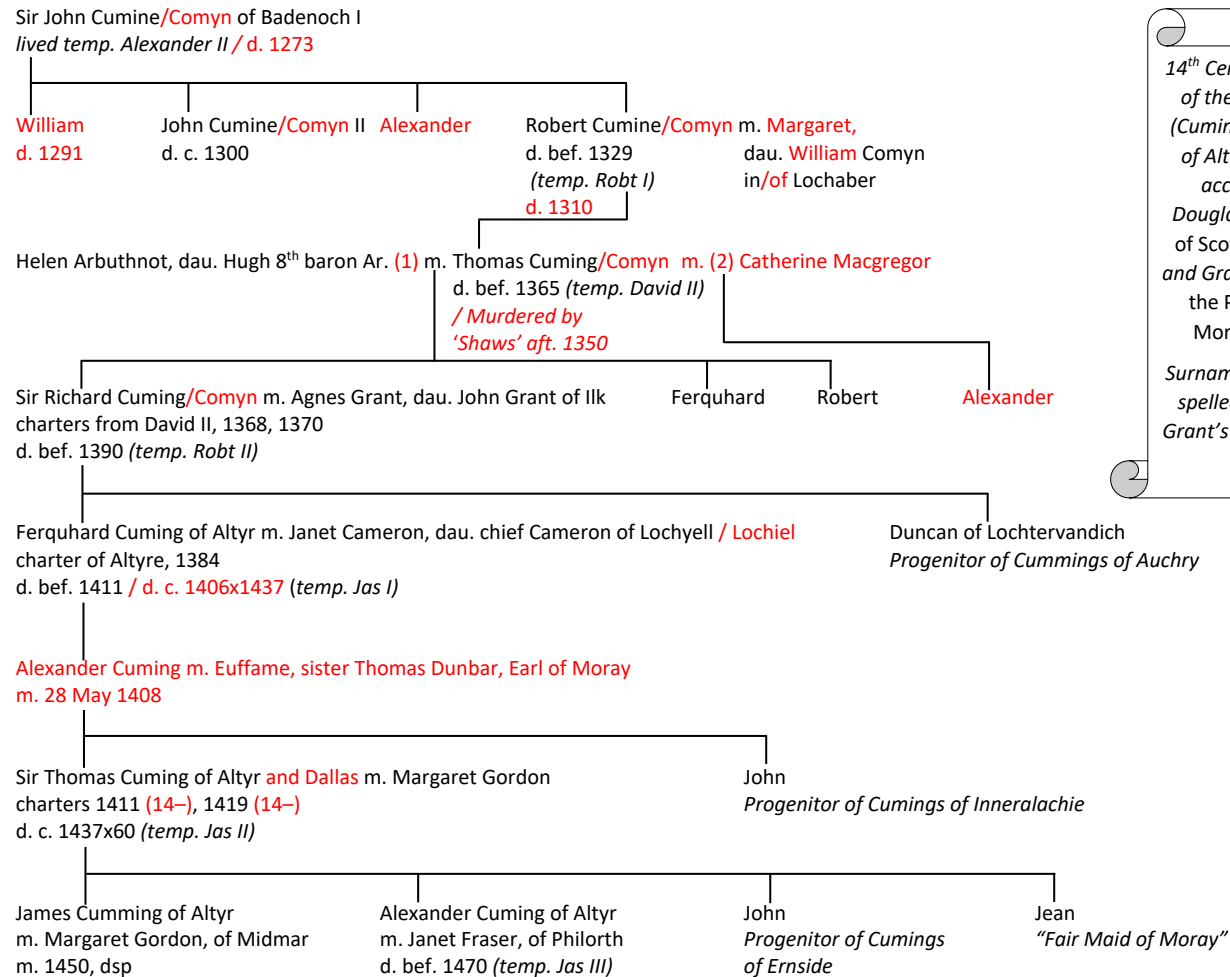 Sir John Cumine/Comyn of Badenoch I
lived temp. Alexander II / d. 1273
William
d. 1291
John Cumine/Comyn II
d. c. 1300
Alexander
Robert Cumine/Comyn m. Margaret,
d. bef. 1329 dau. William Comyn
(temp. Robt I) in/of Lochaber
d. 1310
Helen Arbuthnot, dau. Hugh 8th baron Ar. (1) m. Thomas Cuming/Comyn m. (2) Catherine Macgregor
d. bef. 1365 (temp. David II)
/ Murdered by
‘Shaws’ aft. 1350
Sir Richard Cuming/Comyn m. Agnes Grant, dau. John Grant of Ilk
charters from David II, 1368, 1370
d. bef. 1390 (temp. Robt II)
Ferquhard
Robert
Alexander
Ferquhard Cuming of Altyr m. Janet Cameron, dau. chief Cameron of Lochyell / Lochiel
charter of Altyre, 1384
d. bef. 1411 / d. c. 1406x1437 (temp. Jas I)
Duncan of Lochtervandich
Progenitor of Cummings of Auchry
Alexander Cuming m. Euffame, sister Thomas Dunbar, Earl of Moray
m. 28 May 1408
Sir Thomas Cuming of Altyr and Dallas m. Margaret Gordon
charters 1411 (14–), 1419 (14–)
d. c. 1437x60 (temp. Jas II)
John
Progenitor of Cumings of Inneralachie
James Cumming of Altyr
m. Margaret Gordon, of Midmar
m. 1450, dsp
Alexander Cuming of Altyr
m. Janet Fraser, of Philorth
d. bef. 1470 (temp. Jas III)
John
Progenitor of Cumings
of Ernside
Jean
“Fair Maid of Moray”
14th
of the
of
of Sco
and
the
Surnam
spelle
Grant’s